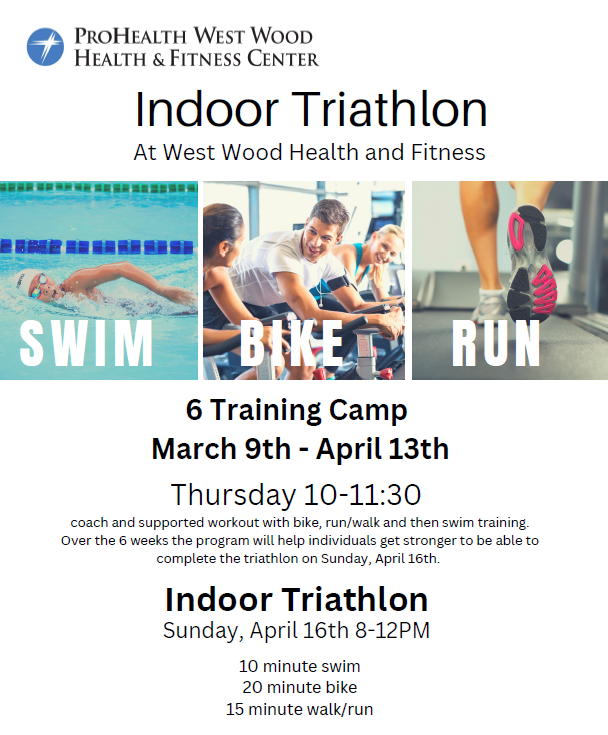 ProHealth West Wood
Health & Fitness Center
Indoor Triathlon
At West Wood Health and Fitness
SWIM
BIKE
RUN
6 Training Camp
March 9th - April 13th
Thursday 10-11:30
coach and supported workout with bike, run/walk and then swim training.
Over the 6 weeks the program will help individuals get stronger to be able to
complete the triathlon on Sunday, April 16th.
Indoor Triathlon
Sunday, April 16th 8-12PM
10 minute swim
20 minute bike
15 minute walk/run